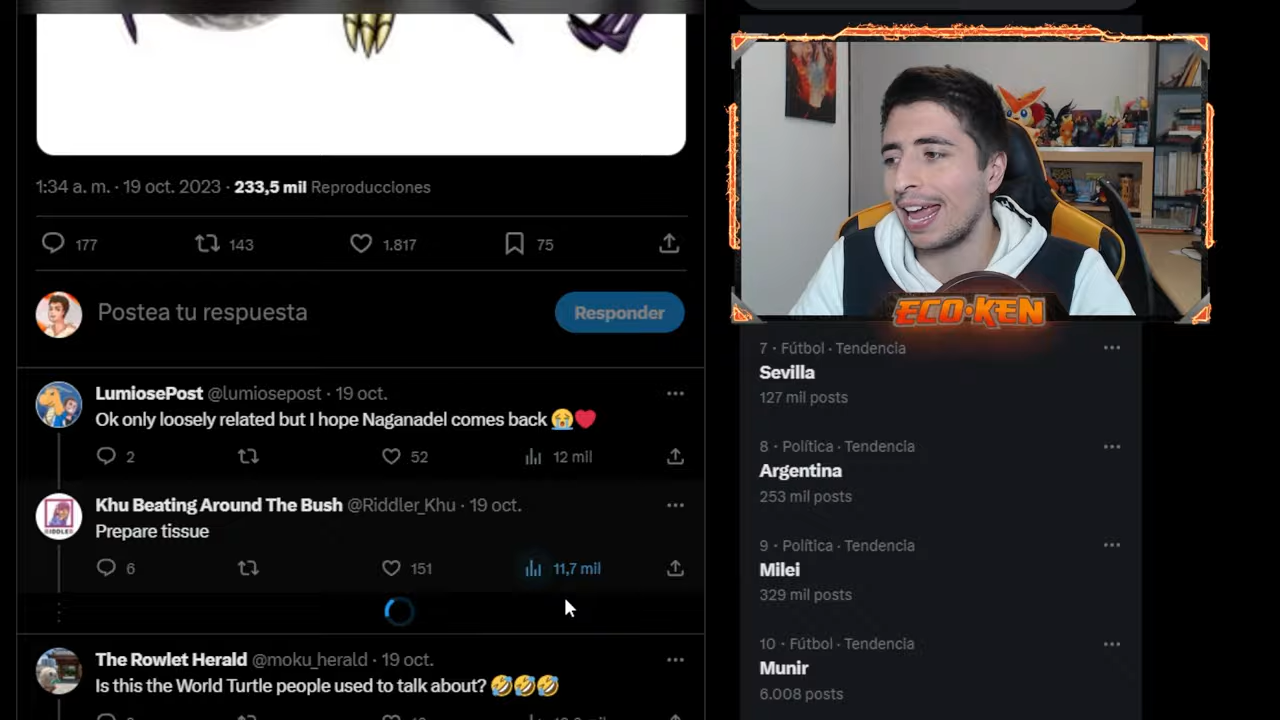 1:34 a. m. · 19 oct. 2023 · 233,5 mil Reproducciones
177 143 1.817 75
Postea tu respuesta
Responder
LumiosePost @lumiosepost · 19 oct.
Ok only loosely related but I hope Naganadel comes back 😭❤️
2 52 12 mil
Khu Beating Around The Bush @Riddler_Khu · 19 oct.
Prepare tissue
6 151 11,7 mil
The Rowlet Herald @moku_herald · 19 oct.
Is this the World Turtle people used to talk about? 🤣🤣🤣
ECO·KEN
7 · Fútbol · Tendencia
Sevilla
127 mil posts
8 · Política · Tendencia
Argentina
253 mil posts
9 · Política · Tendencia
Milei
329 mil posts
10 · Fútbol · Tendencia
Munir
6.008 posts